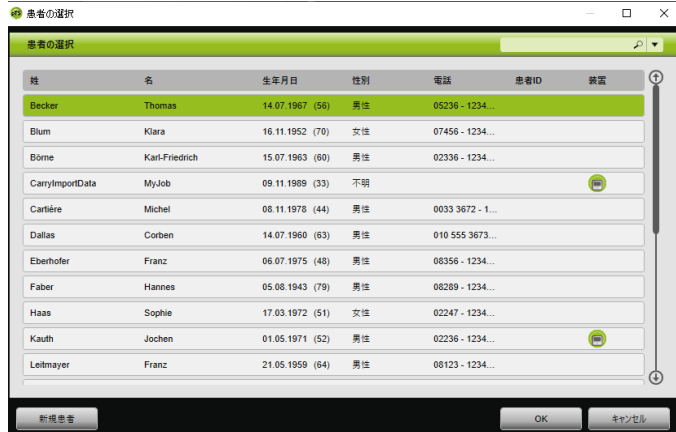 患者の選択
患者の選択
姓 名 生年月日 性別 電話 患者ID 装置
Becker Thomas 14.07.1967 (56) 男性 05236 - 1234...
Blum Klara 16.11.1952 (70) 女性 07456 - 1234...
Börne Karl-Friedrich 15.07.1963 (60) 男性 02336 - 1234...
CarryImportData MyJob 09.11.1989 (33) 不明
Cartiére Michel 08.11.1978 (44) 男性 0033 3672 - 1...
Dallas Corben 14.07.1960 (63) 男性 010 555 3673...
Eberhofer Franz 06.07.1975 (48) 男性 08356 - 1234...
Faber Hannes 05.08.1943 (79) 男性 08289 - 1234...
Haas Sophie 17.03.1972 (51) 女性 02247 - 1234...
Kauth Jochen 01.05.1971 (52) 男性 02236 - 1234...
Leitmayer Franz 21.05.1959 (64) 男性 08123 - 1234...
新規患者 OK キャンセル